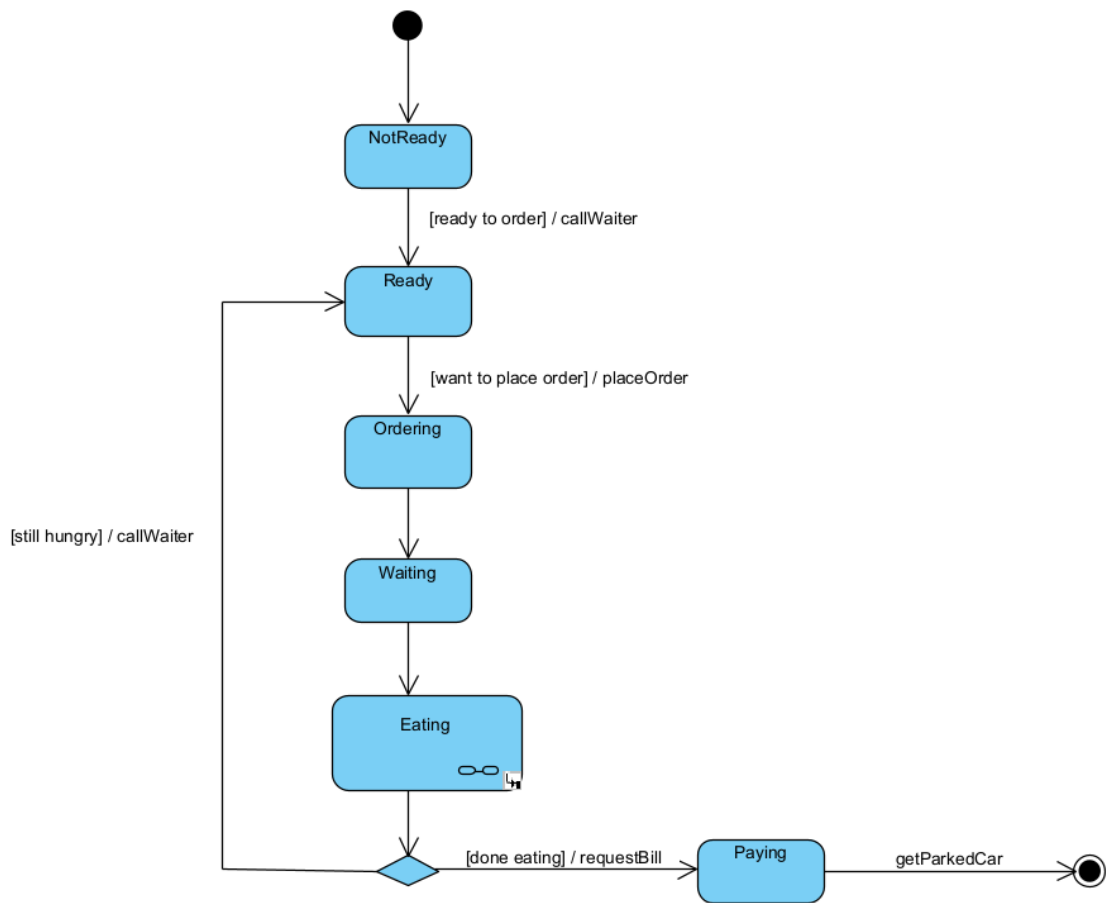 NotReady
[ready to order] / callWaiter
Ready
[want to place order] / placeOrder
Ordering
[still hungry] / callWaiter
Waiting
Eating
[done eating] / requestBill
Paying
getParkedCar